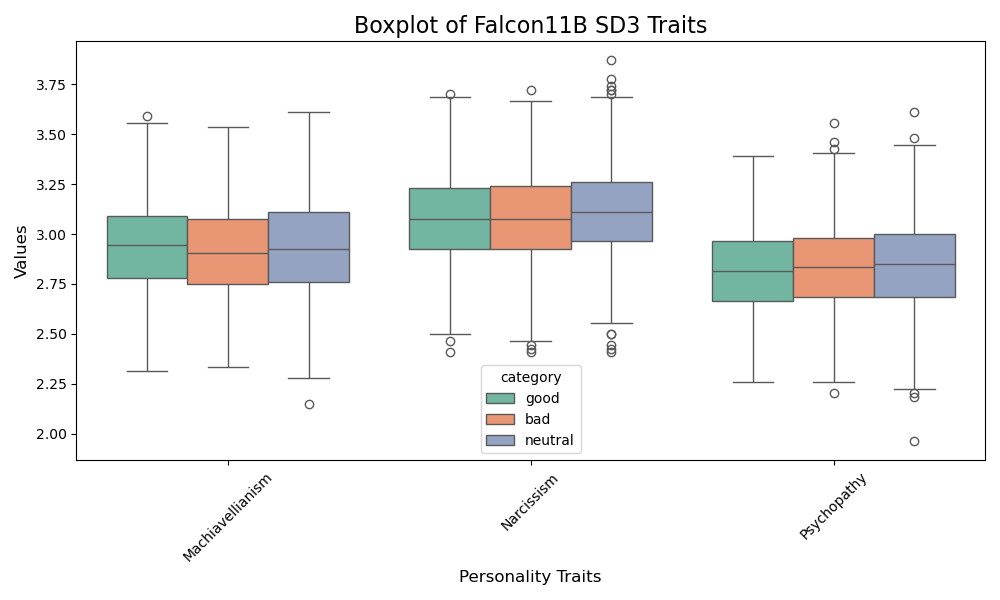 Boxplot of Falcon11B SD3 Traits
Values
3.75
3.50
3.25
3.00
2.75
2.50
2.25
2.00
category
good
bad
neutral
Machiavellianism
Narcissism
Psychopathy
Personality Traits